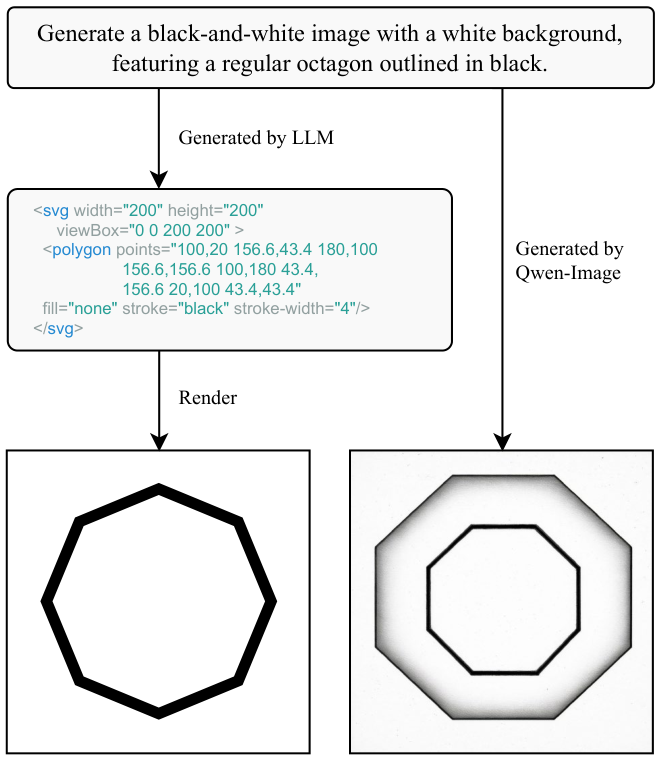 Generate a black-and-white image with a white background,
featuring a regular octagon outlined in black.
Generated by LLM
<svg width="200" height="200"
viewBox="0 0 200 200" >
<polygon points="100,20 156.6,43.4 180,100
156.6,156.6 100,180 43.4,
156.6 20,100 43.4,43.4"
fill="none" stroke="black" stroke-width="4"/>
</svg>
Generated by
Qwen-Image
Render